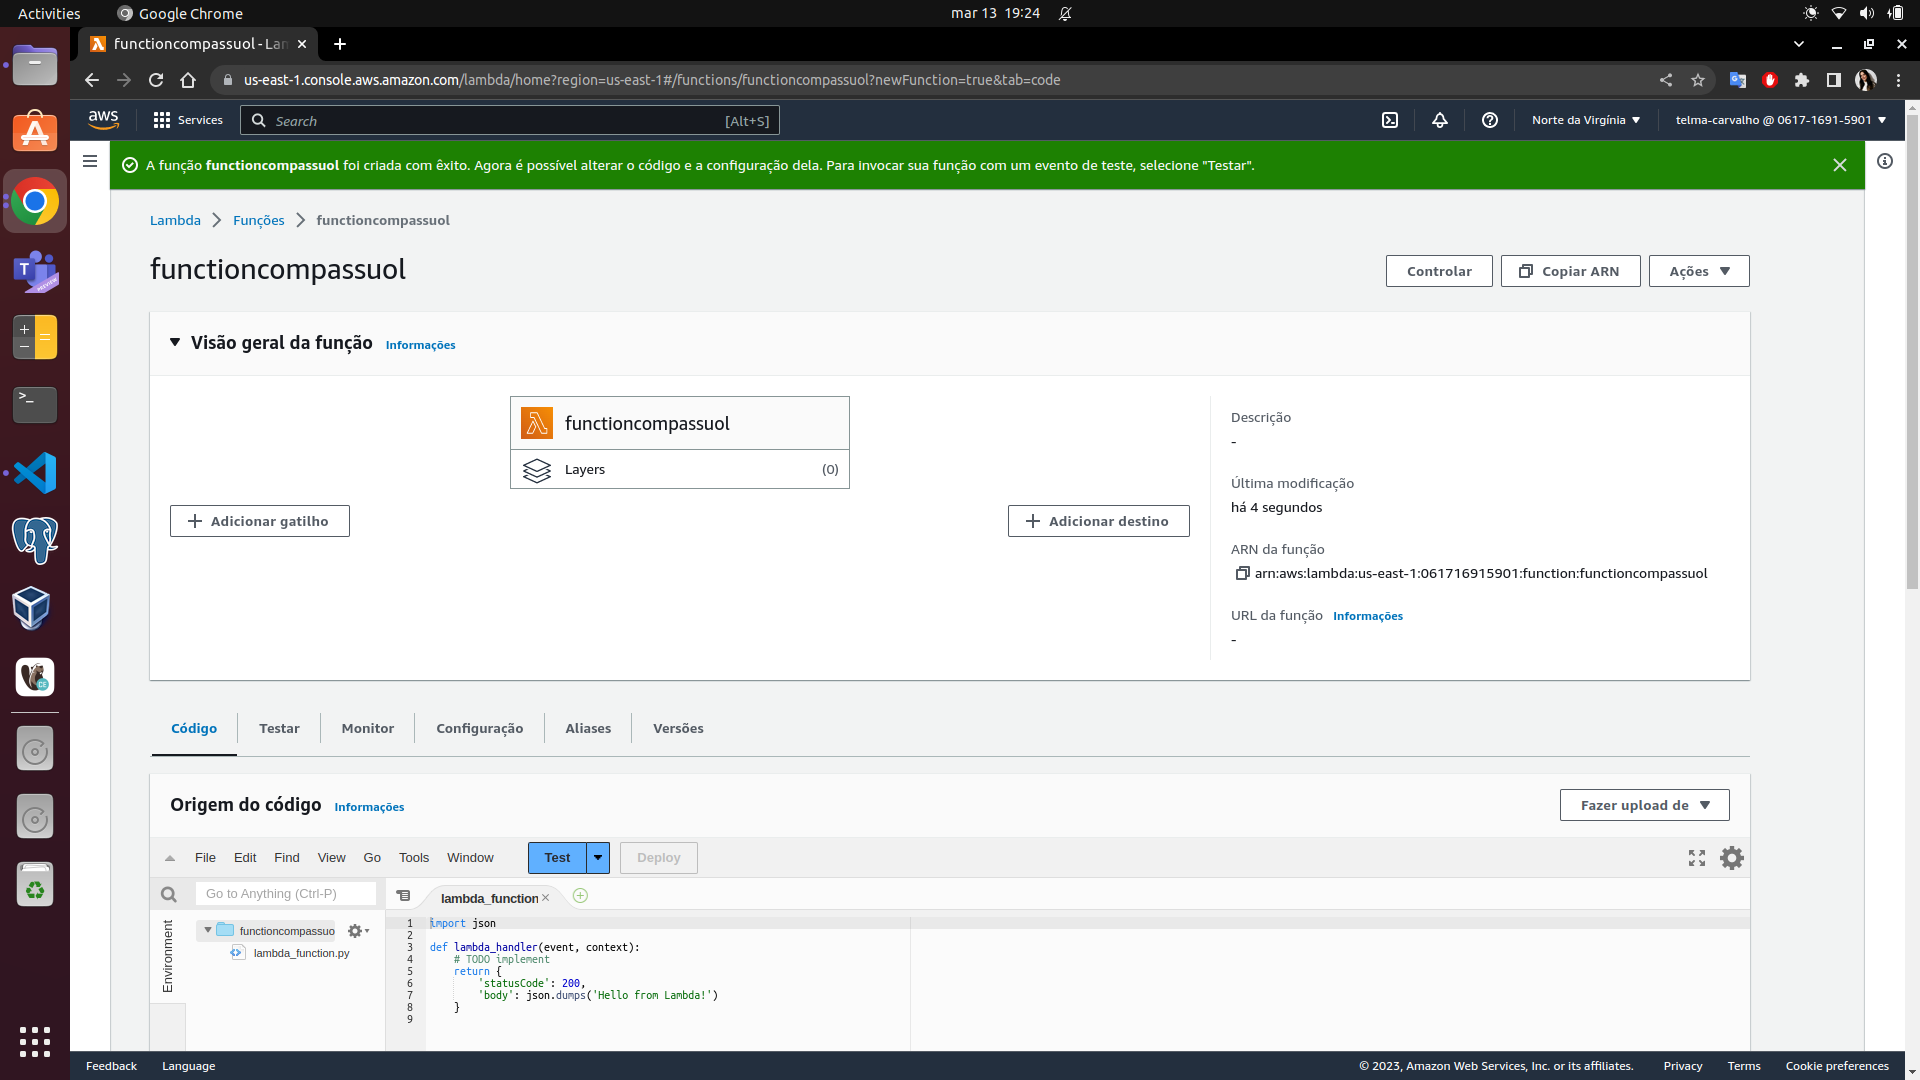 Activities
Google Chrome
mar 13 19:24
functioncompassuol - Lan
us-east-1.console.aws.amazon.com/lambda/home?region=us-east-1#/functions/functioncompassuol?newFunction=true&tab=code
aws
Services
Search
[Alt+S]
Norte da Virgínia
telma-carvalho @ 0617-1691-5901
A função functioncompassuol foi criada com êxito. Agora é possível alterar o código e a configuração dela. Para invocar sua função com um evento de teste, selecione "Testar".
Lambda > Funções > functioncompassuol
functioncompassuol
Controlar
Copiar ARN
Ações
Visão geral da função
Informações
functioncompassuol
Layers
(0)
Adicionar gatilho
Adicionar destino
Descrição
-
Última modificação
há 4 segundos
ARN da função
arn:aws:lambda:us-east-1:061716915901:function:functioncompassuol
URL da função Informações
-
Código
Testar
Monitor
Configuração
Aliases
Versões
Origem do código
Informações
Fazer upload de
File
Edit
Find
View
Go
Tools
Window
Test
Deploy
Go to Anything (Ctrl-P)
lambda_function
Environment
functioncompassuo
lambda_function.py
1 import json
2
3 def lambda_handler(event, context):
4 # TODO implement
5 return {
6 'statusCode': 200,
7 'body': json.dumps('Hello from Lambda!')
8 }
9
Feedback
Language
© 2023, Amazon Web Services, Inc. or its affiliates.
Privacy
Terms
Cookie preferences